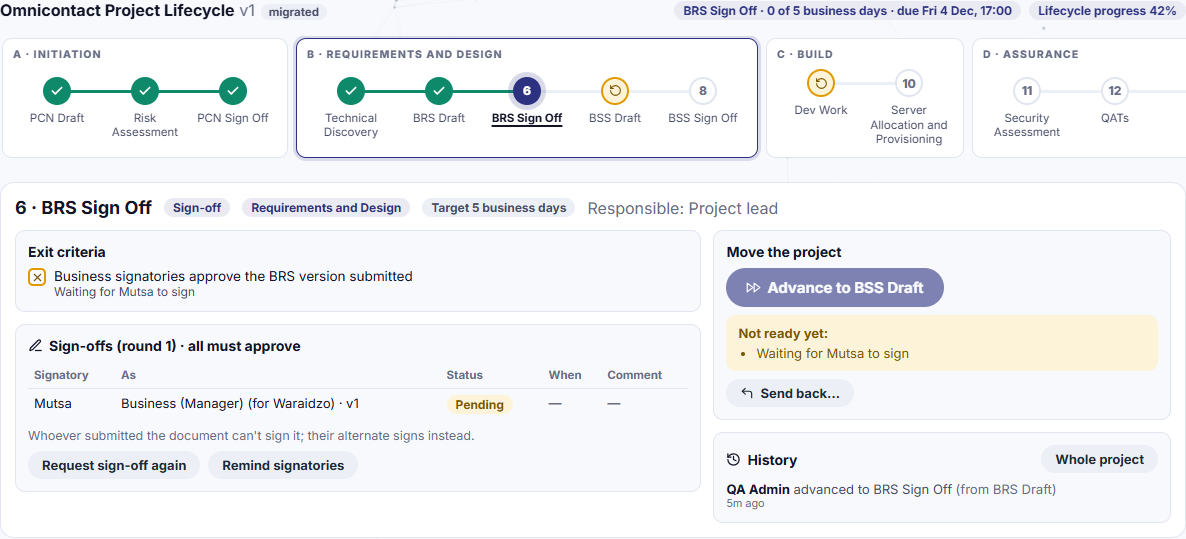 Omnicontact Project Lifecycle v1 migrated
BRS Sign Off · 0 of 5 business days · due Fri 4 Dec, 17:00
Lifecycle progress 42%
A · INITIATION
PCN Draft
Risk
Assessment
PCN Sign Off
B · REQUIREMENTS AND DESIGN
Technical
Discovery
BRS Draft
6
BRS Sign Off
BSS Draft
8
BSS Sign Off
C · BUILD
Dev Work
10
Server
Allocation and
Provisioning
D · ASSURANCE
11
Security
Assessment
12
QATs
6 · BRS Sign Off Sign-off Requirements and Design Target 5 business days Responsible: Project lead
Exit criteria
Business signatories approve the BRS version submitted
Waiting for Mutsa to sign
Sign-offs (round 1) · all must approve
Signatory As Status When Comment
Mutsa Business (Manager) (for Waraidzo) · v1 Pending — —
Whoever submitted the document can't sign it; their alternate signs instead.
Request sign-off again Remind signatories
Move the project
Advance to BSS Draft
Not ready yet:
• Waiting for Mutsa to sign
Send back...
History Whole project
QA Admin advanced to BRS Sign Off (from BRS Draft)
5m ago